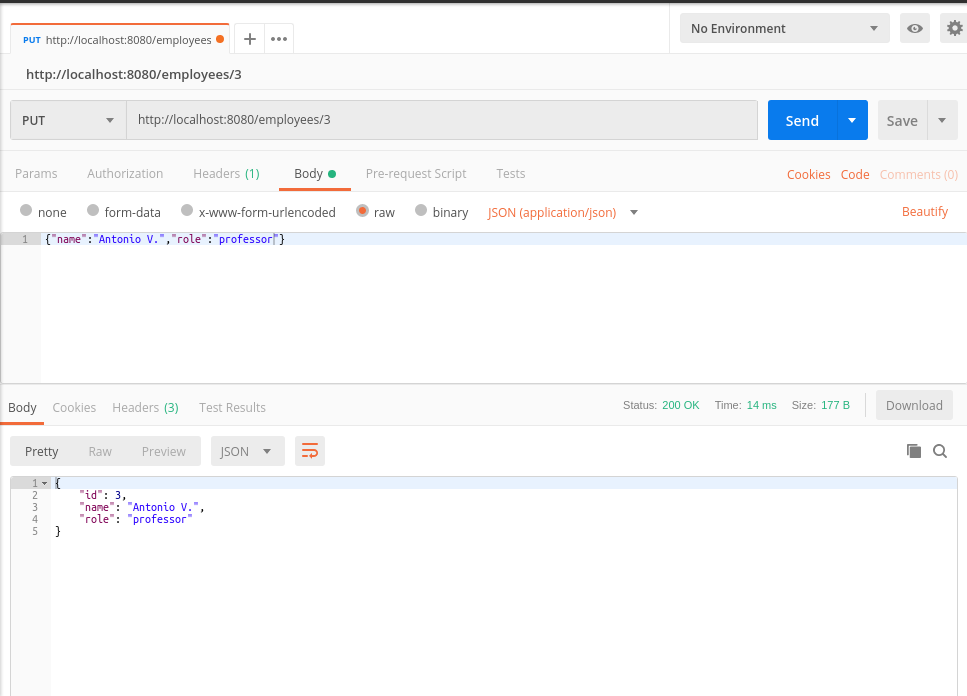 PUT http://localhost:8080/employees
No Environment
http://localhost:8080/employees/3
PUT http://localhost:8080/employees/3 Send Save
Params Authorization Headers (1) Body Pre-request Script Tests Cookies Code Comments (0)
none form-data x-www-form-urlencoded raw binary JSON (application/json) Beautify
1 {"name":"Antonio V.","role":"professor"}
Body Cookies Headers (3) Test Results Status: 200 OK Time: 14 ms Size: 177 B Download
Pretty Raw Preview JSON
1 {
2 "id": 3,
3 "name": "Antonio V.",
4 "role": "professor"
5 }